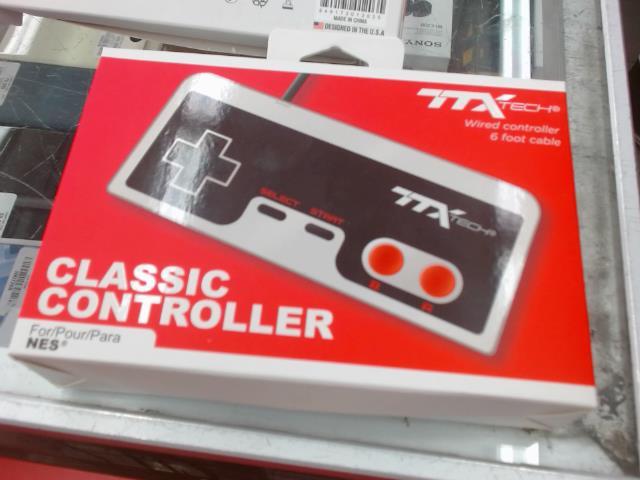 MADE IN CHINA
DESIGNED IN THE U.S.A
SONY
TTX TECH®
Wired controller
6 foot cable
TTX TECH®
SELECT START
B A
CLASSIC
CONTROLLER
For/Pour/Para
NES®